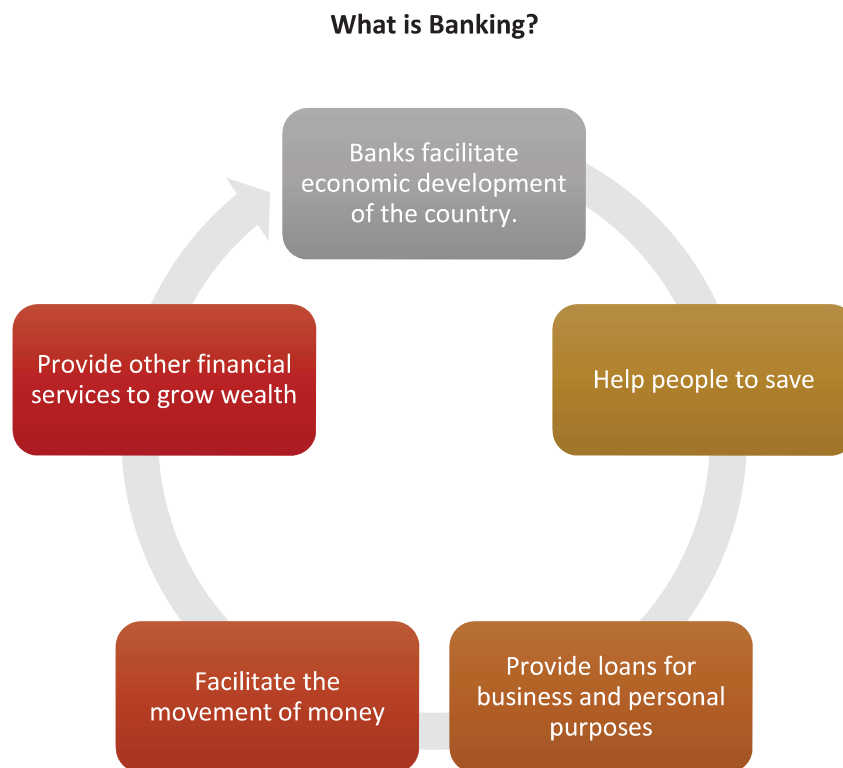 What is Banking?
Banks facilitate
economic development
of the country.
Help people to save
Provide loans for
business and personal
purposes
Facilitate the
movement of money
Provide other financial
services to grow wealth